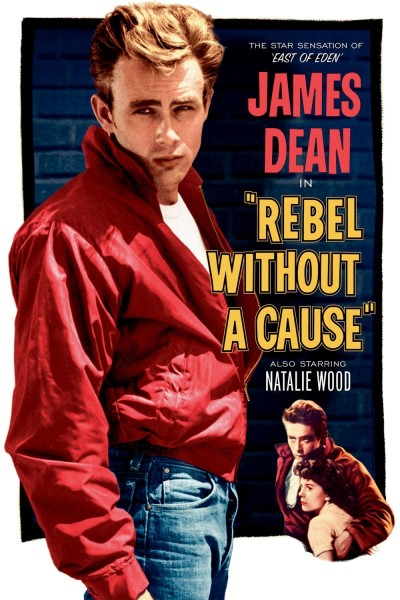 THE STAR SENSATION OF
'EAST OF EDEN'
JAMES
DEAN
IN
"REBEL
WITHOUT
A CAUSE"
ALSO STARRING
NATALIE WOOD